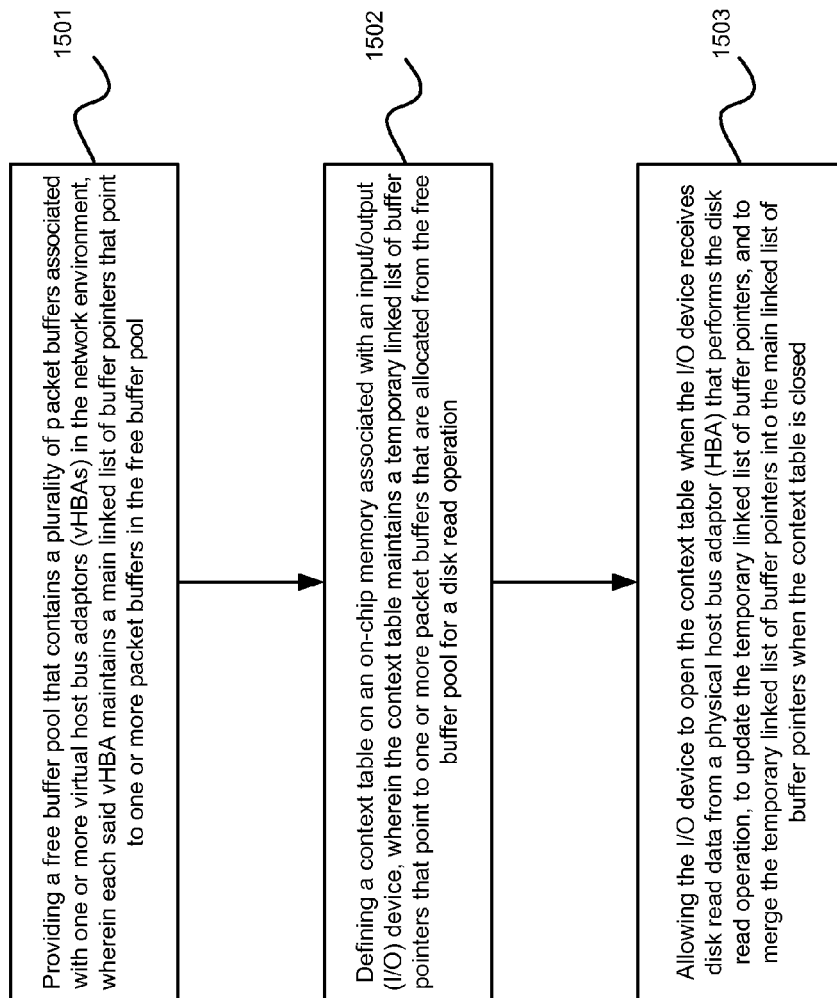 Providing a free buffer pool that contains a plurality of packet buffers associated
with one or more virtual host bus adaptors (vHBAs) in the network environment,
wherein each said vHBA maintains a main linked list of buffer pointers that point
to one or more packet buffers in the free buffer pool
1501
Defining a context table on an on-chip memory associated with an input/output
(I/O) device, wherein the context table maintains a temporary linked list of buffer
pointers that point to one or more packet buffers that are allocated from the free
buffer pool for a disk read operation
1502
Allowing the I/O device to open the context table when the I/O device receives
disk read data from a physical host bus adaptor (HBA) that performs the disk
read operation, to update the temporary linked list of buffer pointers, and to
merge the temporary linked list of buffer pointers into the main linked list of
buffer pointers when the context table is closed
1503